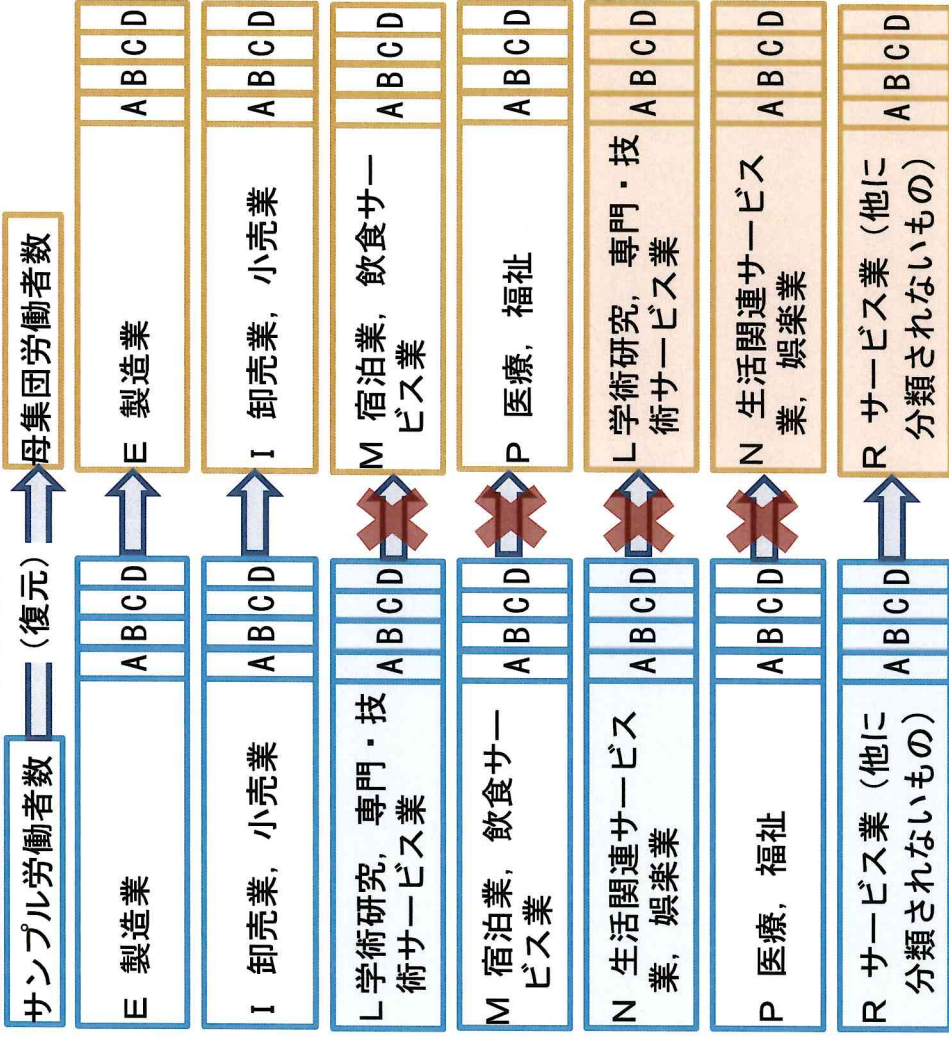 サンプル労働者数 (復元) 母集団労働者数
E 製造業 A B C D E 製造業 A B C D
I 卸売業, 小売業 A B C D I 卸売業, 小売業 A B C D
L学術研究, 専門・技
術サービス業
A B C D
M 宿泊業, 飲食サー
ビス業
A B C D
M 宿泊業, 飲食サー
ビス業
A B C D
P 医療, 福祉 A B C D
N 生活関連サービス
業, 娯楽業
A B C D
L学術研究, 専門・技
術サービス業
A B C D
P 医療, 福祉 A B C D
N 生活関連サービス
業, 娯楽業
A B C D
R サービス業 (他に
分類されないもの)
A B C D
R サービス業 (他に
分類されないもの)
A B C D